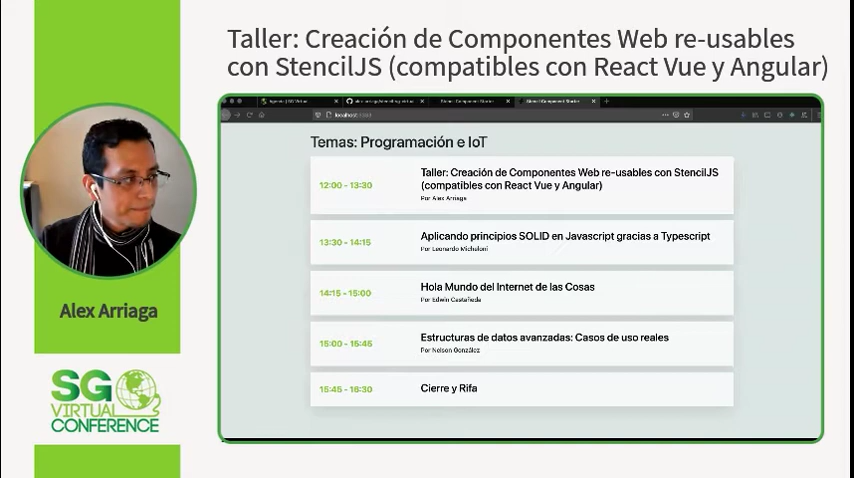 Taller: Creación de Componentes Web re-usables
con StencilJS (compatibles con React Vue y Angular)
localhost
Temas: Programación e IoT
12:00 - 13:30
Taller: Creación de Componentes Web re-usables con StencilJS
(compatibles con React Vue y Angular)
Por Alex Arriaga
13:30 - 14:15
Aplicando principios SOLID en Javascript gracias a Typescript
Por Leonardo Micheloni
14:15 - 15:00
Hola Mundo del Internet de las Cosas
Por Edwin Castañeda
15:00 - 15:45
Estructuras de datos avanzadas: Casos de uso reales
Por Nelson González
15:45 - 16:30
Cierre y Rifa
Alex Arriaga
SG
VIRTUAL
CONFERENCE